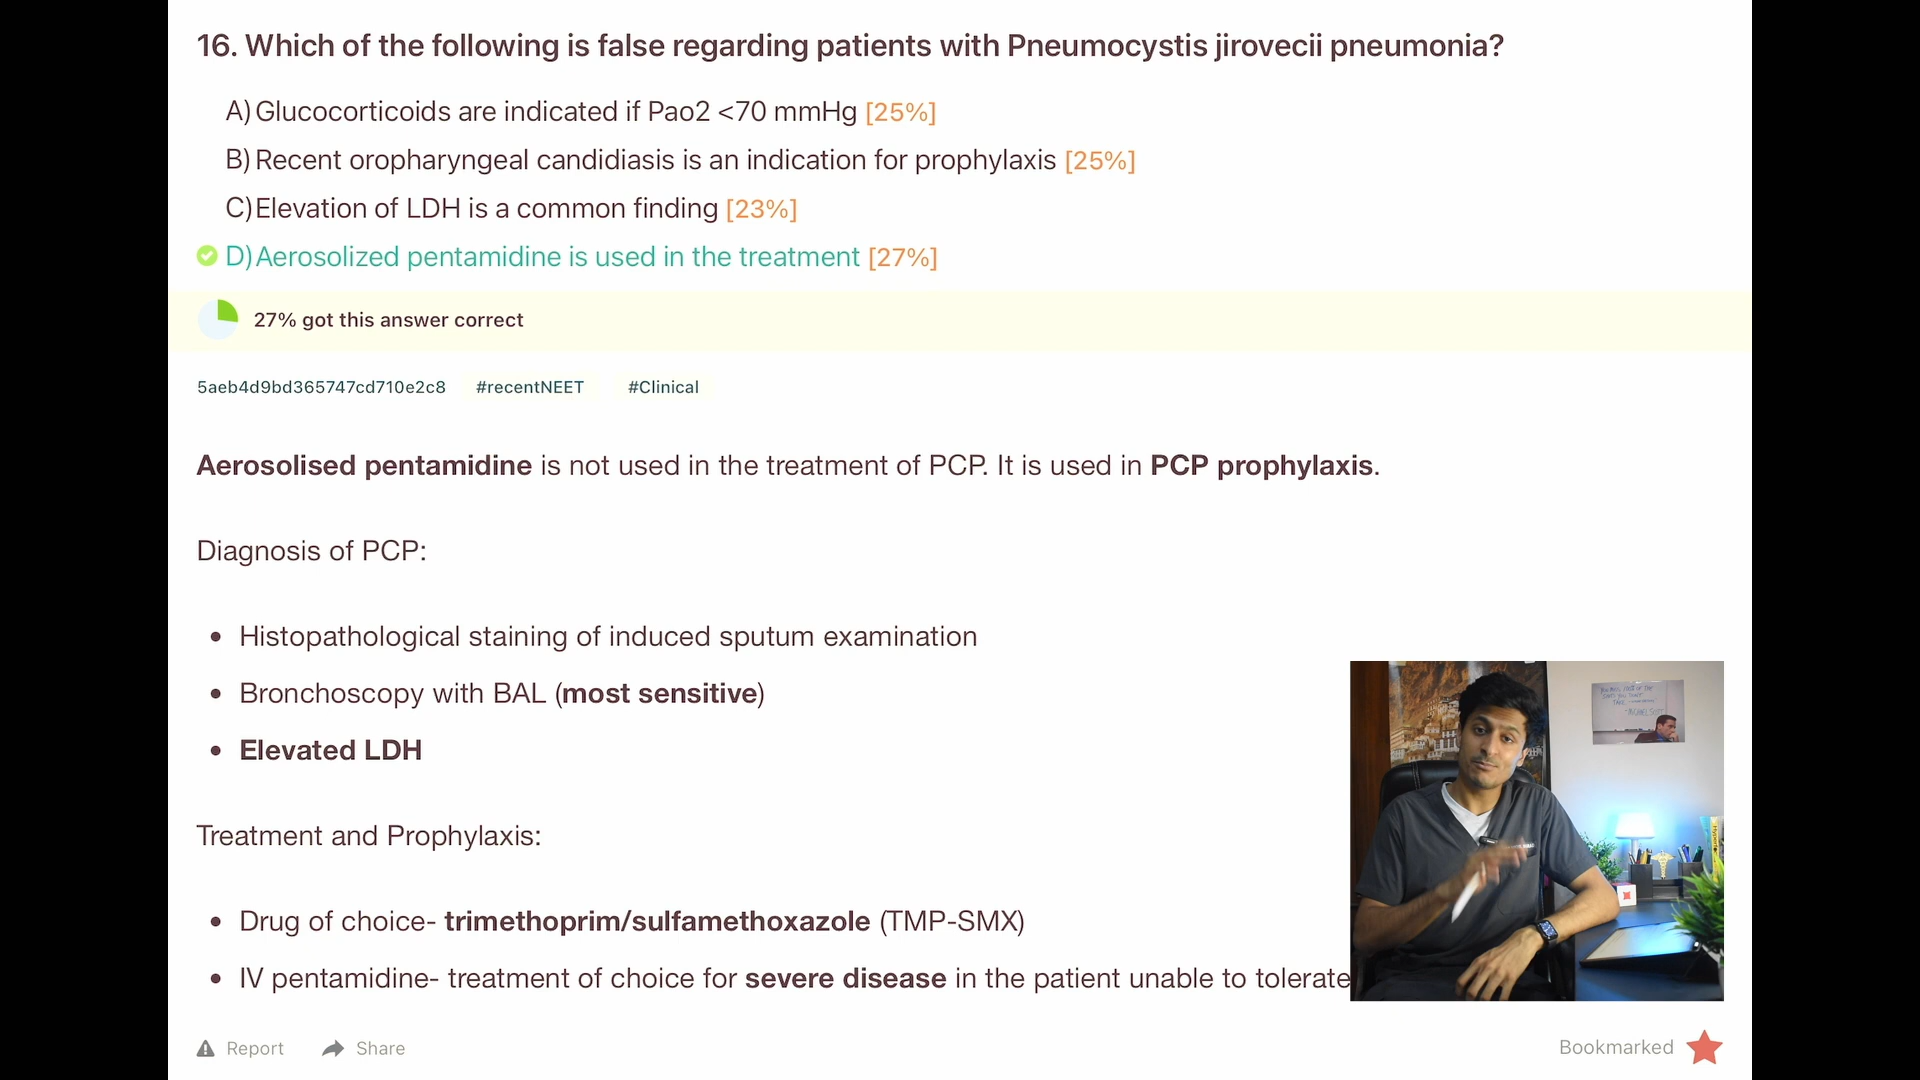 16. Which of the following is false regarding patients with Pneumocystis jirovecii pneumonia?
A) Glucocorticoids are indicated if Pao2 <70 mmHg [25%]
B) Recent oropharyngeal candidiasis is an indication for prophylaxis [25%]
C) Elevation of LDH is a common finding [23%]
D) Aerosolized pentamidine is used in the treatment [27%]
27% got this answer correct
5aeb4d9bd365747cd710e2c8 #recentNEET #Clinical
Aerosolised pentamidine is not used in the treatment of PCP. It is used in PCP prophylaxis.
Diagnosis of PCP:
• Histopathological staining of induced sputum examination
• Bronchoscopy with BAL (most sensitive)
• Elevated LDH
Treatment and Prophylaxis:
• Drug of choice- trimethoprim/sulfamethoxazole (TMP-SMX)
• IV pentamidine- treatment of choice for severe disease in the patient unable to tolerate
Report Share Bookmarked